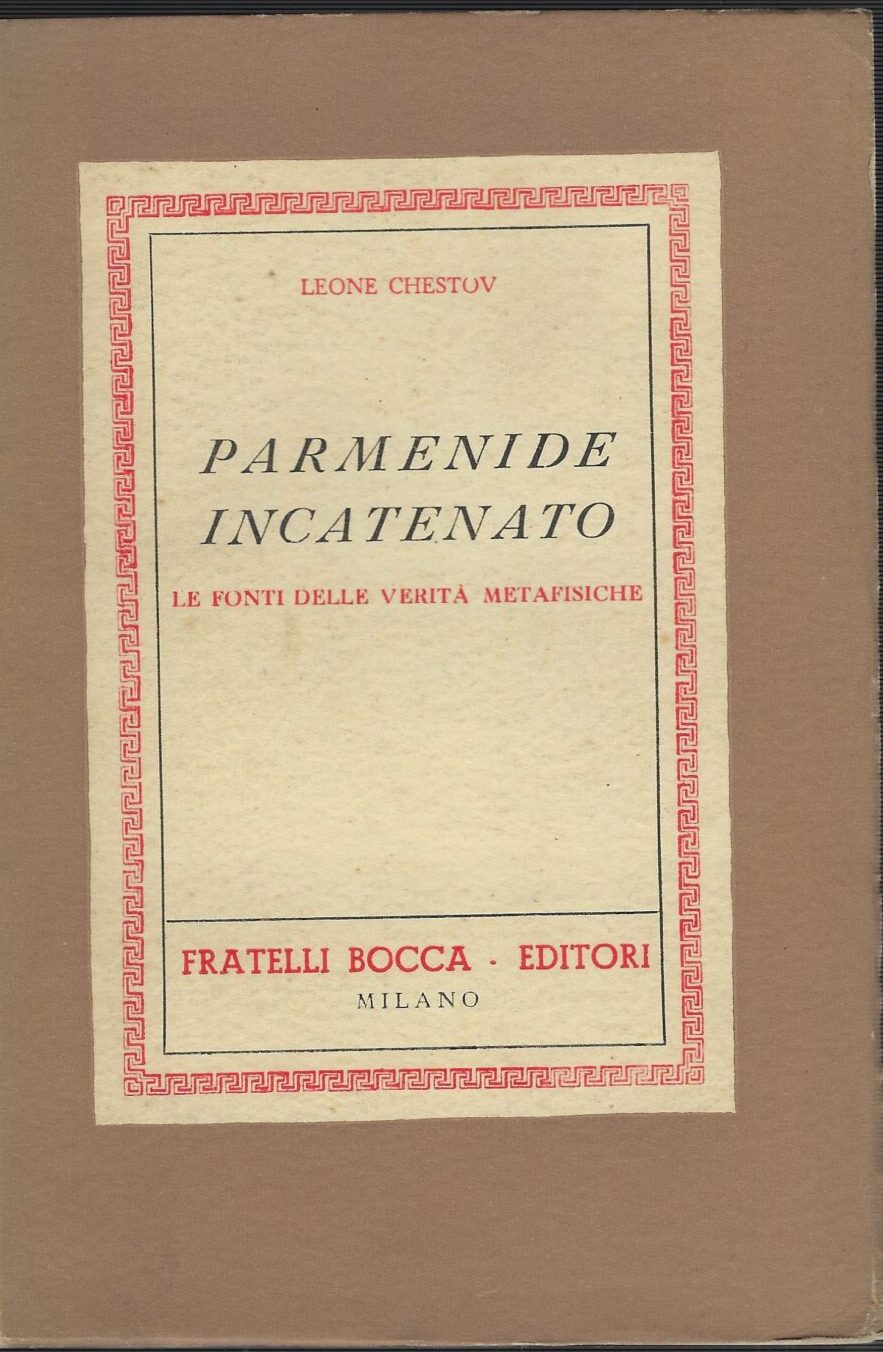 LEONE CHESTOV
PARMENIDE
INCATENATO
LE FONTI DELLE VERITÀ METAFISICHE
FRATELLI BOCCA - EDITORI
MILANO